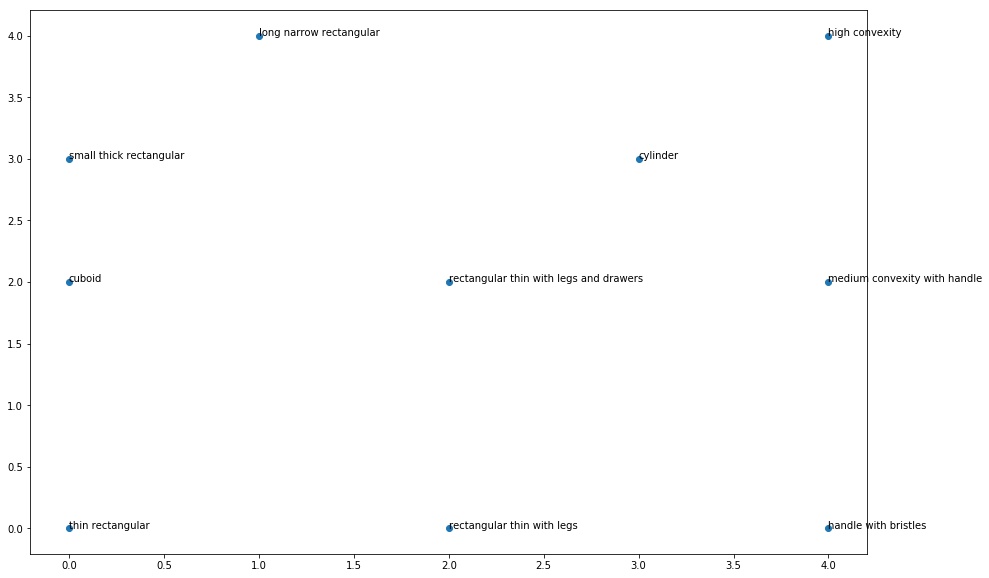 4.0
long narrow rectangular
high convexity
3.5
3.0
small thick rectangular
cylinder
2.5
2.0
cuboid
rectangular thin with legs and drawers
medium convexity with handle
1.5
1.0
0.5
0.0
thin rectangular
rectangular thin with legs
handle with bristles
0.0 0.5 1.0 1.5 2.0 2.5 3.0 3.5 4.0